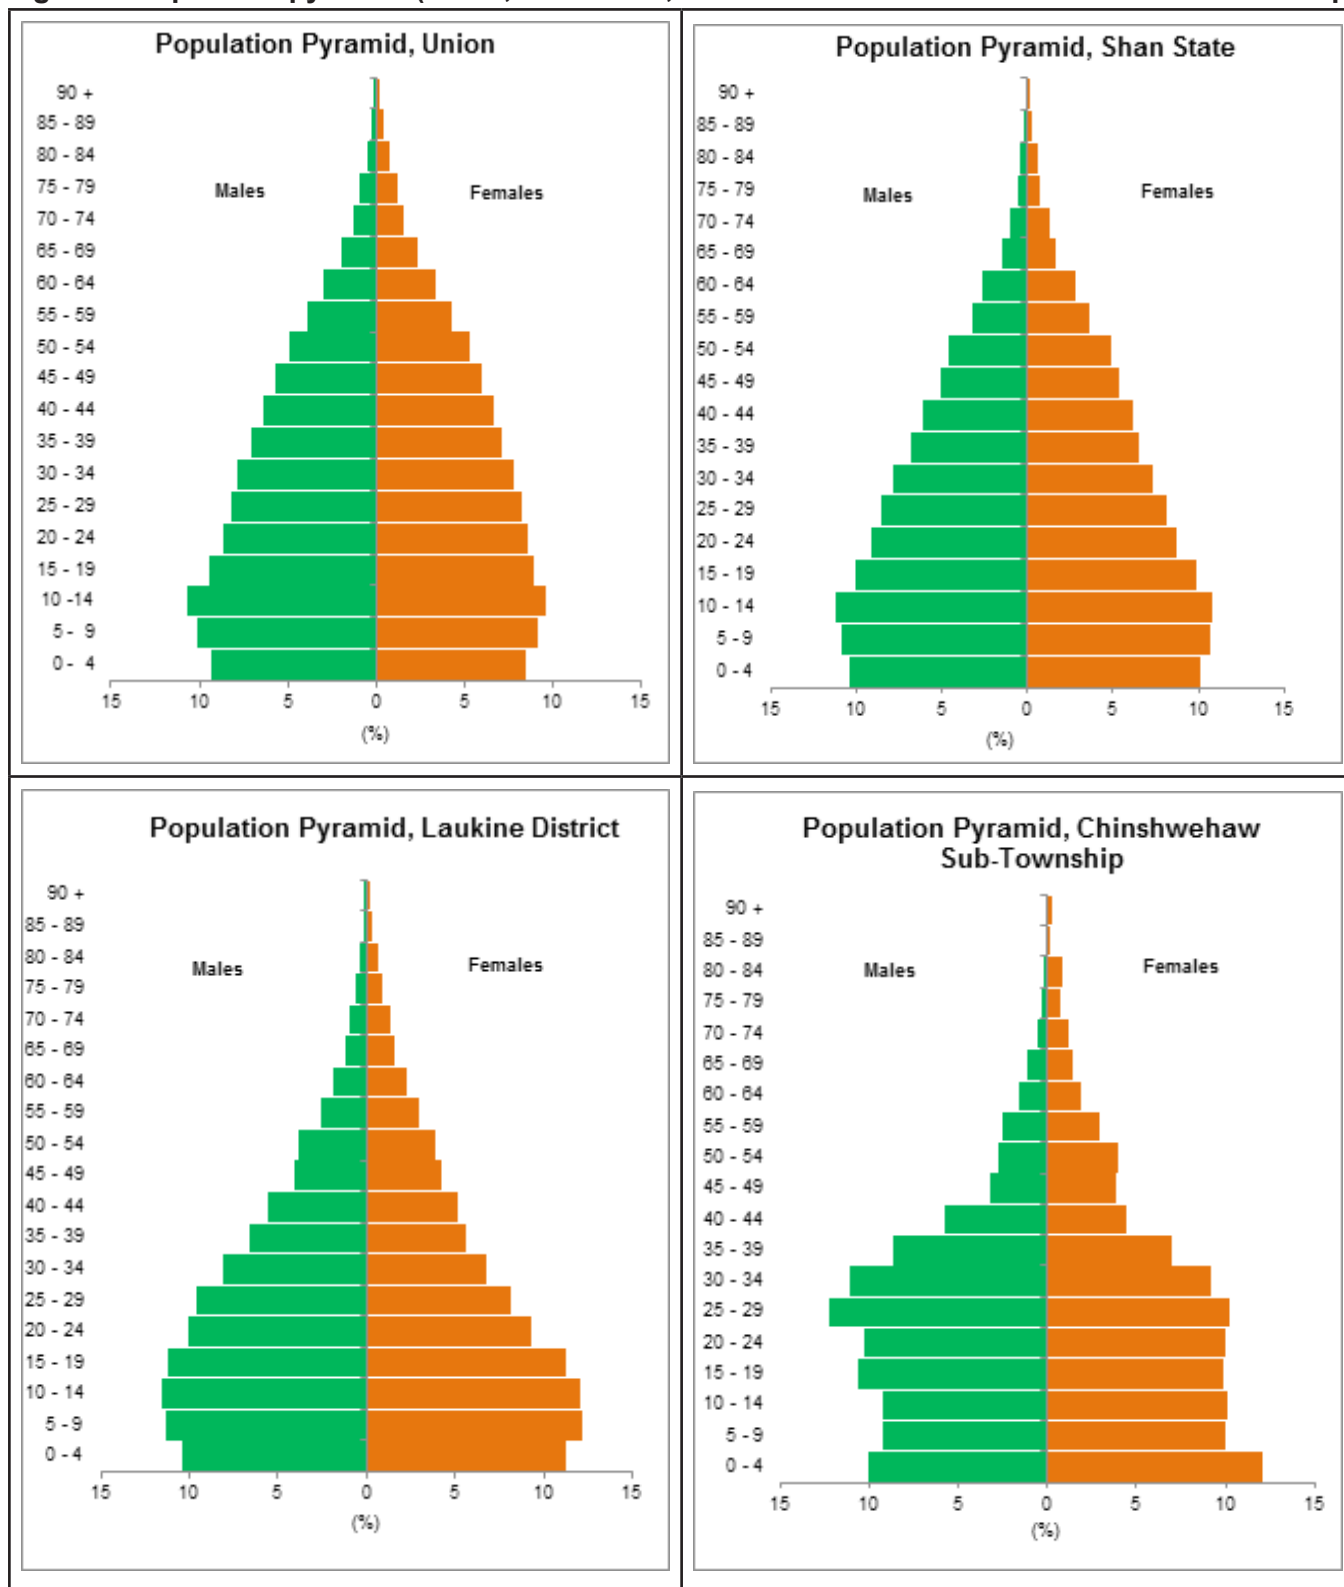 Population Pyramid, Union
90 +
85 - 89
80 - 84
75 - 79
70 - 74
65 - 69
60 - 64
55 - 59
50 - 54
45 - 49
40 - 44
35 - 39
30 - 34
25 - 29
20 - 24
15 - 19
10 -14
5 - 9
0 - 4
Males
Females
15 10 5 0 5 10 15
(%)
Population Pyramid, Shan State
90 +
85 - 89
80 - 84
75 - 79
70 - 74
65 - 69
60 - 64
55 - 59
50 - 54
45 - 49
40 - 44
35 - 39
30 - 34
25 - 29
20 - 24
15 - 19
10 - 14
5 - 9
0 - 4
Males
Females
15 10 5 0 5 10 15
(%)
Population Pyramid, Laukine District
90 +
85 - 89
80 - 84
75 - 79
70 - 74
65 - 69
60 - 64
55 - 59
50 - 54
45 - 49
40 - 44
35 - 39
30 - 34
25 - 29
20 - 24
15 - 19
10 - 14
5 - 9
0 - 4
Males
Females
15 10 5 0 5 10 15
(%)
Population Pyramid, Chinshwehaw
Sub-Township
90 +
85 - 89
80 - 84
75 - 79
70 - 74
65 - 69
60 - 64
55 - 59
50 - 54
45 - 49
40 - 44
35 - 39
30 - 34
25 - 29
20 - 24
15 - 19
10 - 14
5 - 9
0 - 4
Males
Females
15 10 5 0 5 10 15
(%)